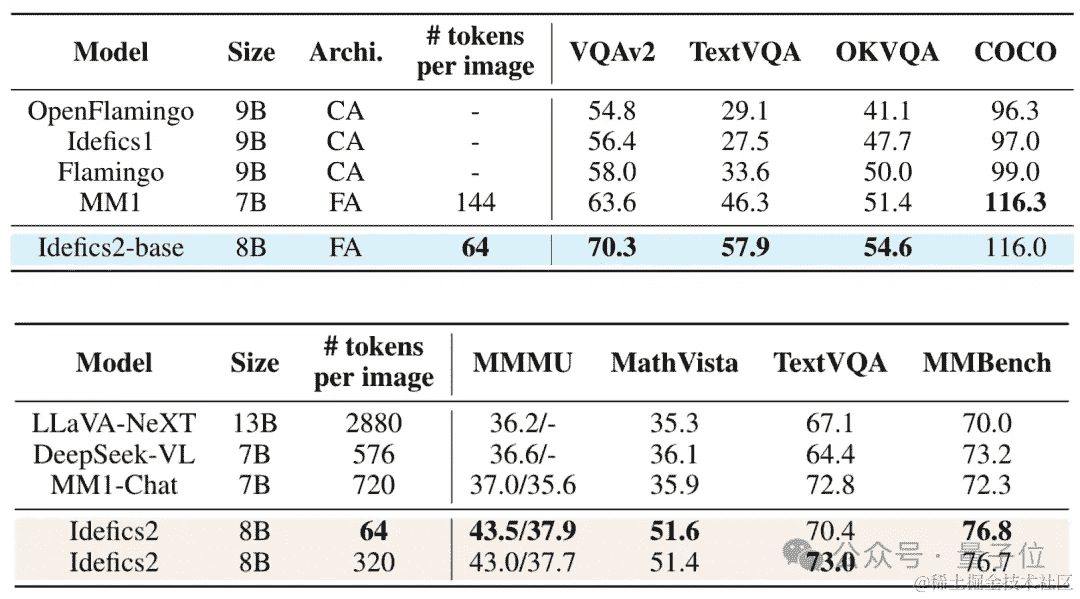 Model Size Archi. # tokens per image VQAv2 TextVQA OKVQA COCO
OpenFlamingo 9B CA - 54.8 29.1 41.1 96.3
Idefics1 9B CA - 56.4 27.5 47.7 97.0
Flamingo 9B CA - 58.0 33.6 50.0 99.0
MM1 7B FA 144 63.6 46.3 51.4 116.3
Idefics2-base 8B FA 64 70.3 57.9 54.6 116.0
Model Size # tokens per image MMMU MathVista TextVQA MMBench
LLaVA-NeXT 13B 2880 36.2/- 35.3 67.1 70.0
DeepSeek-VL 7B 576 36.6/- 36.1 64.4 73.2
MM1-Chat 7B 720 37.0/35.6 35.9 72.8 72.3
Idefics2 8B 64 43.5/37.9 51.6 70.4 76.8
Idefics2 8B 320 43.0/37.7 51.4 73.0 76.7
公众号 · 量子位
@稀土掘金技术社区